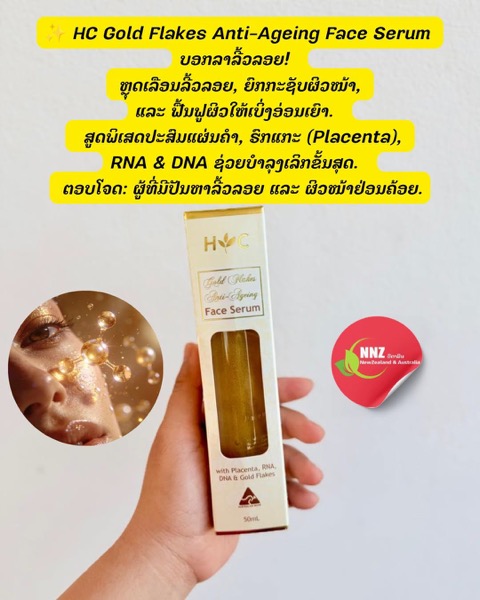 ✨ HC Gold Flakes Anti-Ageing Face Serum
ບອກລາລິ້ວລອຍ!
ຫຼຸດເລືອນລິ້ວລອຍ, ຍົກກະຊັບຜິວໜ້າ,
ແລະ ຟື້ນຟູຜິວໃຫ້ເບິ່ງອ່ອນເຍົາ.
ສູດພິເສດປະສົມແຜ່ນຄຳ, ຣົກແກະ (Placenta),
RNA & DNA ຊ່ວຍບຳລຸງເລິກຂັ້ນສຸດ.
ຕອບໂຈດ: ຜູ້ທີ່ມີປັນຫາລິ້ວລອຍ ແລະ ຜິວໜ້າຢ່ອນຄ້ອຍ.
H C
Gold Flakes
Anti-Ageing
Face Serum
with Placenta, RNA,
DNA & Gold Flakes
50mL
NNZ
NewZealand & Australia